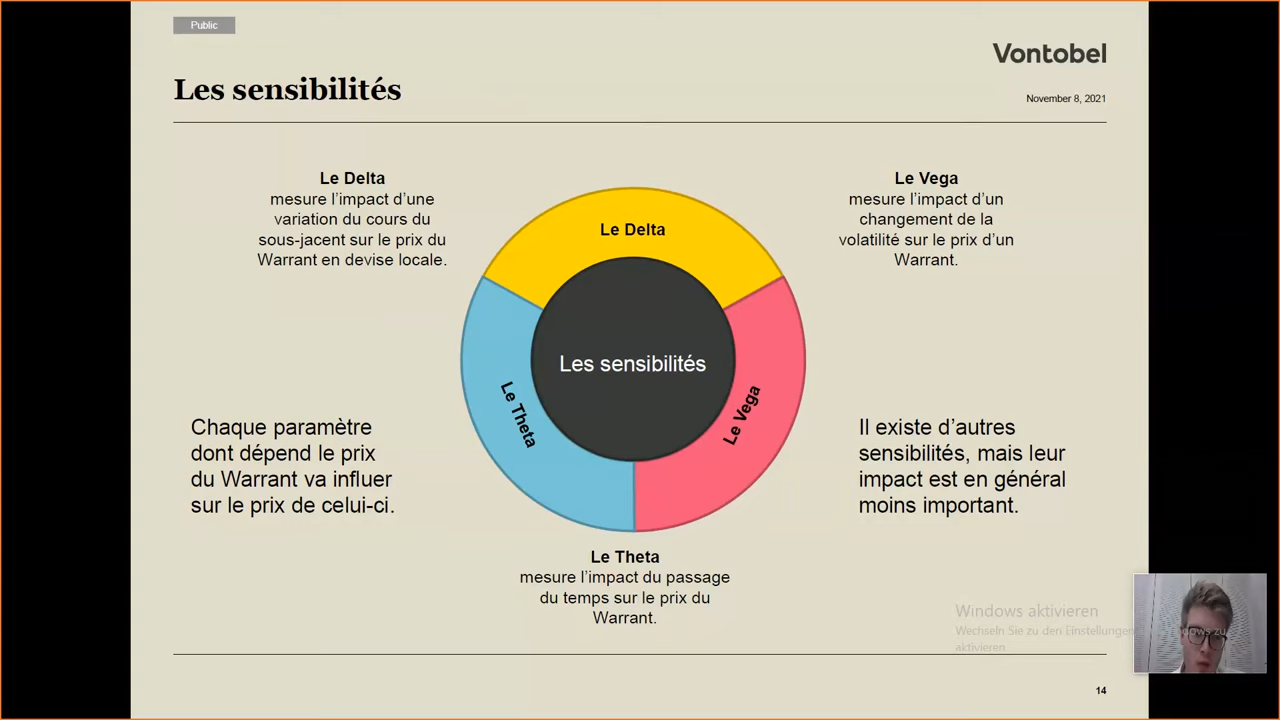 Public
Vontobel
Les sensibilités
November 8, 2021
Le Delta
mesure l’impact d’une
variation du cours du
sous-jacent sur le prix du
Warrant en devise locale.
Le Vega
mesure l’impact d’un
changement de la
volatilité sur le prix d’un
Warrant.
Le Delta
Les sensibilités
Le Theta
Le Vega
Chaque paramètre
dont dépend le prix
du Warrant va influer
sur le prix de celui-ci.
Il existe d’autres
sensibilités, mais leur
impact est en général
moins important.
Le Theta
mesure l’impact du passage
du temps sur le prix du
Warrant.
Windows aktivieren
Wechseln Sie zu den Einstellungen, um Windows zu
aktivieren.
14